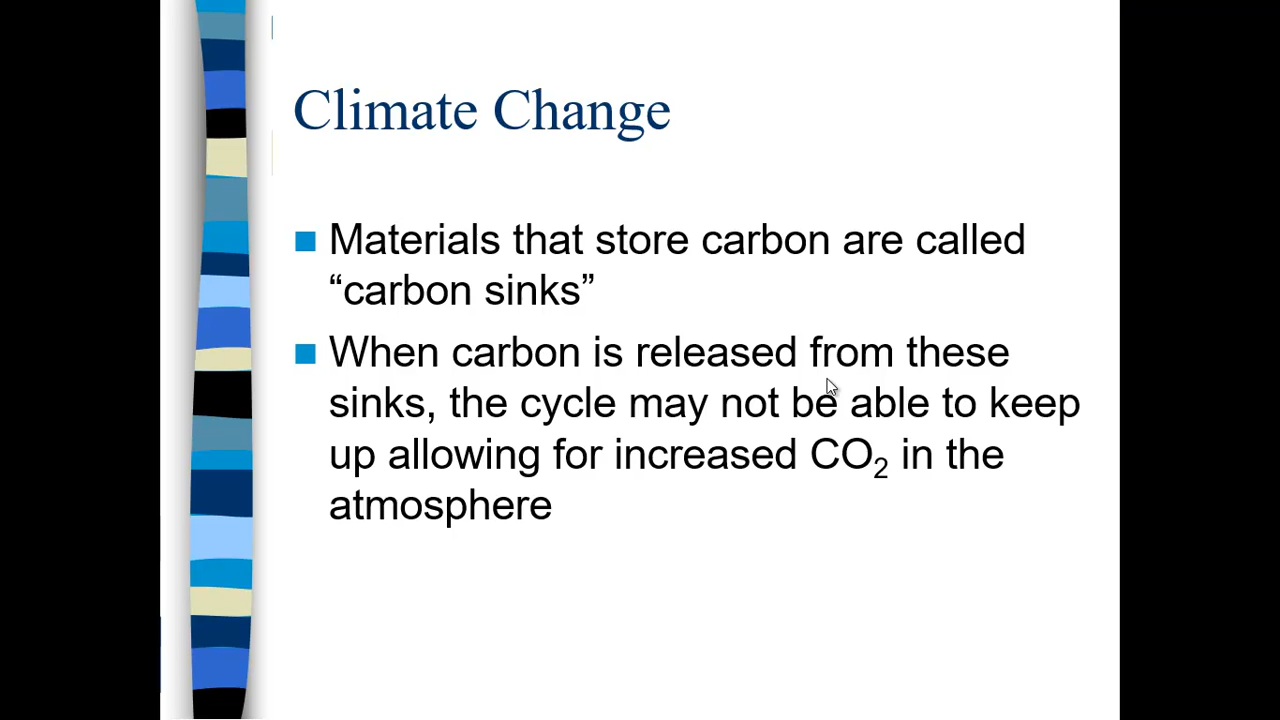 Climate Change
Materials that store carbon are called
“carbon sinks”
When carbon is released from these
sinks, the cycle may not be able to keep
up allowing for increased CO₂ in the
atmosphere